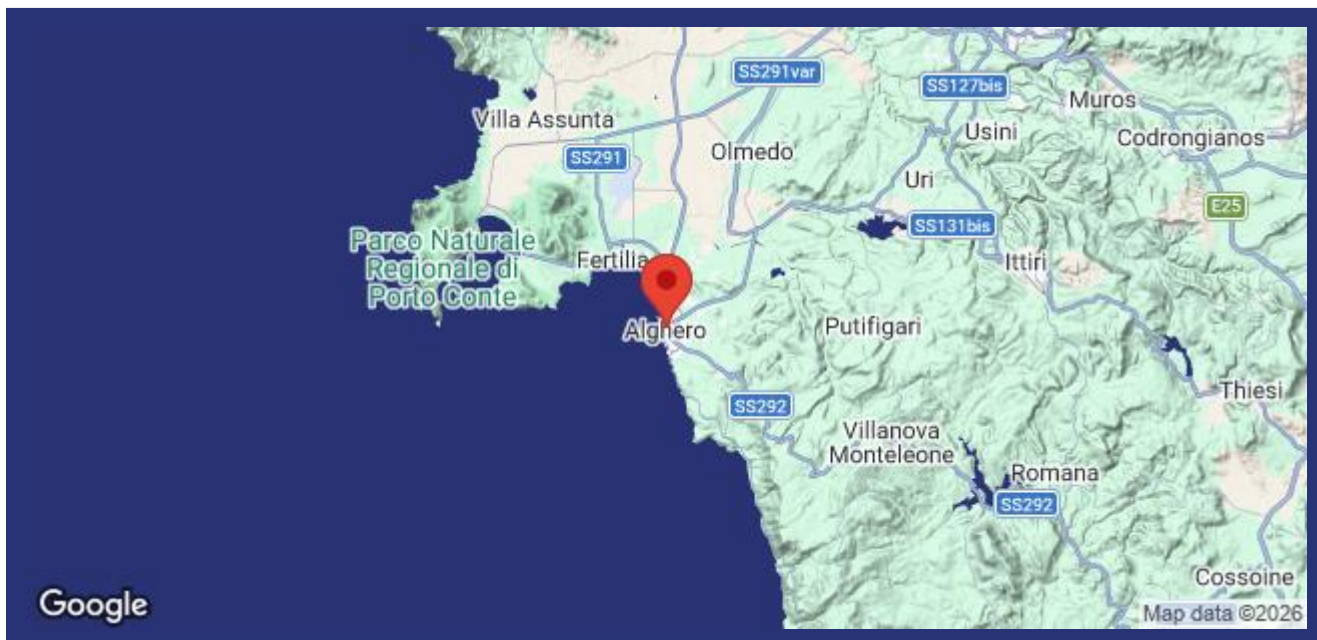 SS291var
SS127bis
Muros
Villa Assunta
Usini
Codrongianos
SS291
Olmedo
Uri
E25
SS131bis
Parco Naturale
Regionale di
Porto Conte
Fertilia
Ittiri
Alghero
Putifigari
Thiesi
SS292
Villanova
Monteleone
Romana
SS292
Cossoine
Google
Map data ©2026